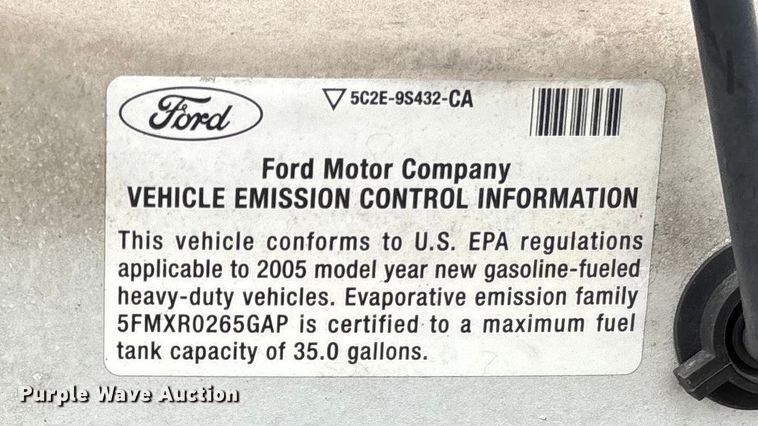 Ford
5C2E-9S432-CA
Ford Motor Company
VEHICLE EMISSION CONTROL INFORMATION
This vehicle conforms to U.S. EPA regulations
applicable to 2005 model year new gasoline-fueled
heavy-duty vehicles. Evaporative emission family
5FMXR0265GAP is certified to a maximum fuel
tank capacity of 35.0 gallons.
Purple Wave Auction